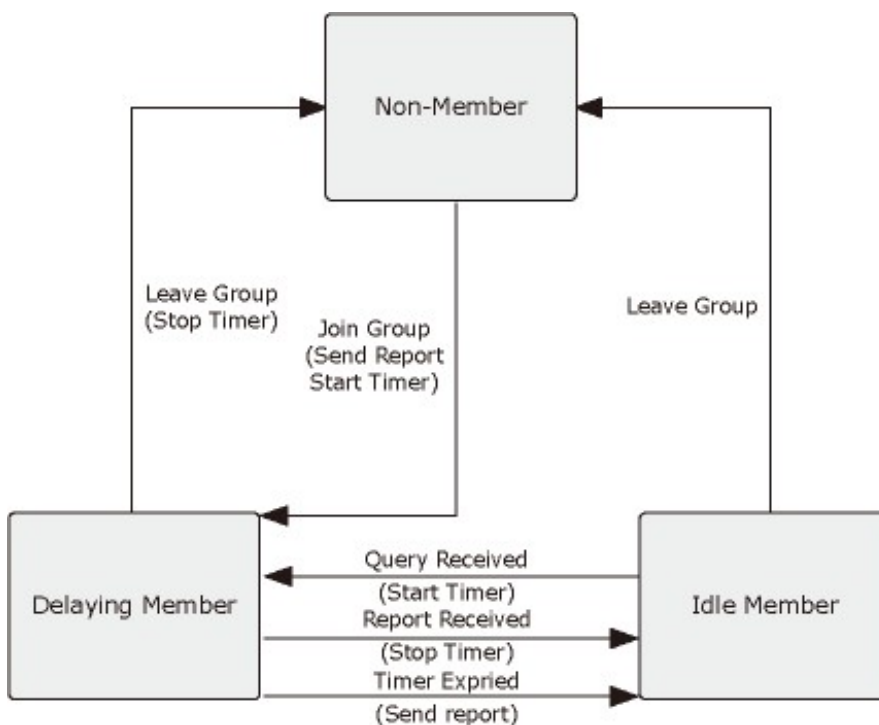 Non-Member
Leave Group
(Stop Timer)
Join Group
(Send Report
Start Timer)
Leave Group
Delaying Member
Query Received
(Start Timer)
Report Received
(Stop Timer)
Timer Expried
(Send report)
Idle Member